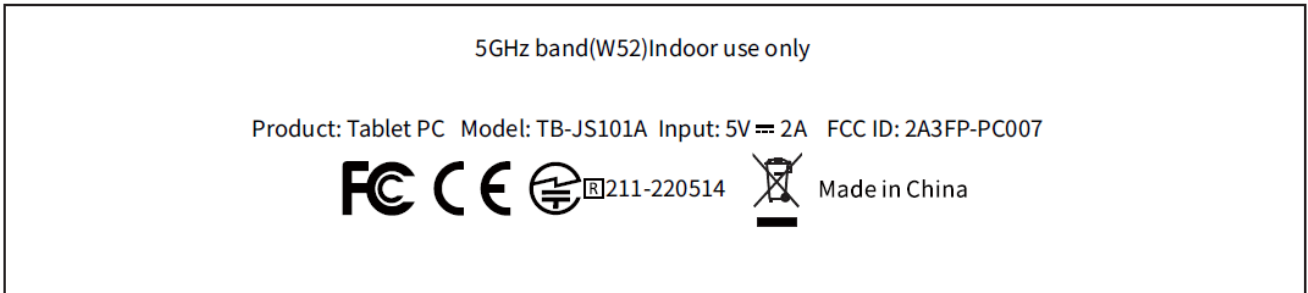 5GHz band(W52)Indoor use only
Product: Tablet PC Model: TB-JS101A Input: 5V⎓2A FCC ID: 2A3FP-PC007
FC CE R 211-220514 Made in China